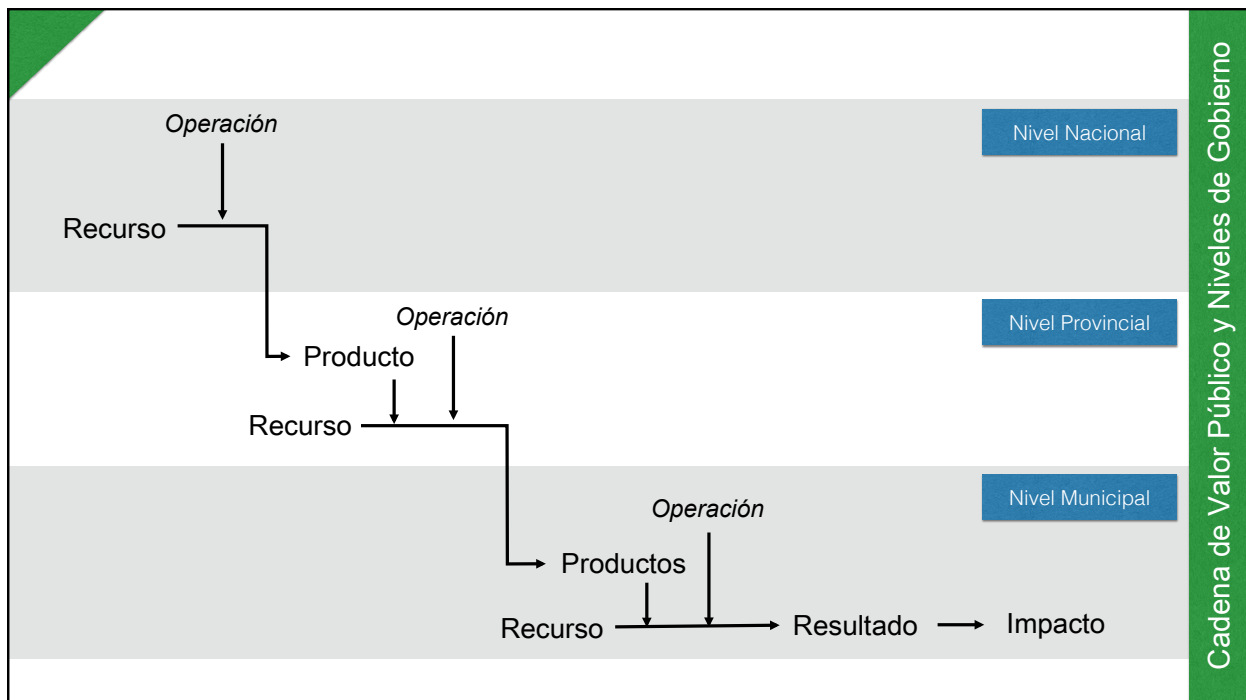 Operación
Nivel Nacional
Recurso
Operación
Nivel Provincial
Producto
Recurso
Operación
Nivel Municipal
Productos
Recurso
Resultado
Impacto
Cadena de Valor Público y Niveles de Gobierno